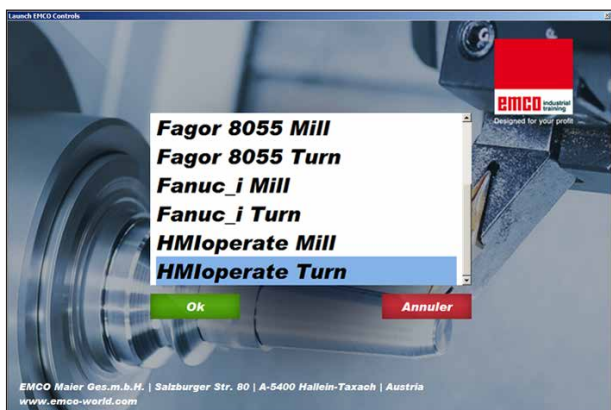 Launch EMCO Controls
emco industrial
training
Designed for your profit
Fagor 8055 Mill
Fagor 8055 Turn
Fanuc_i Mill
Fanuc_i Turn
HMIoperate Mill
HMIoperate Turn
Ok
Annuler
EMCO Maier Ges.m.b.H. | Salzburger Str. 80 | A-5400 Hallein-Taxach | Austria
www.emco-world.com